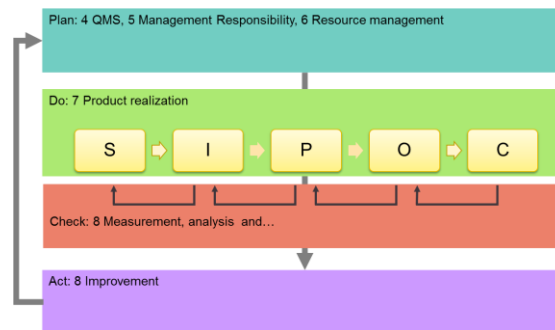 Plan: 4 QMS, 5 Management Responsibility, 6 Resource management
Do: 7 Product realization
S I P O C
Check: 8 Measurement, analysis and…
Act: 8 Improvement